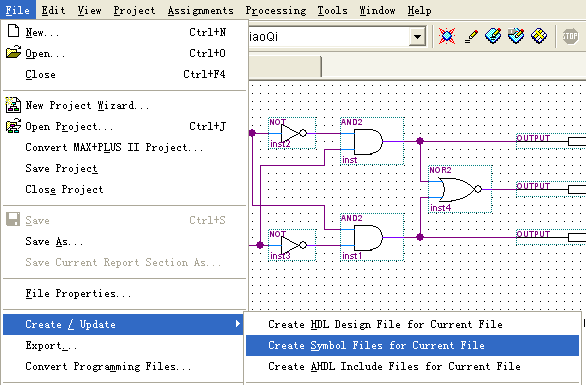 File Edit View Project Assignments Processing Tools Window Help
New... Ctrl+N
Open... Ctrl+O
Close Ctrl+F4
New Project Wizard...
Open Project... Ctrl+J
Convert MAX+PLUS II Project...
Save Project
Close Project
Save Ctrl+S
Save As...
Save Current Report Section As...
File Properties...
Create / Update
Export...
Convert Programming Files...
Create HDL Design File for Current File
Create Symbol Files for Current File
Create AHDL Include Files for Current File
iaoQi
STOP
NOT
inst2
AND2
inst
OUTPUT
NOR2
inst4
OUTPUT
NOT
inst3
AND2
inst1
OUTPUT